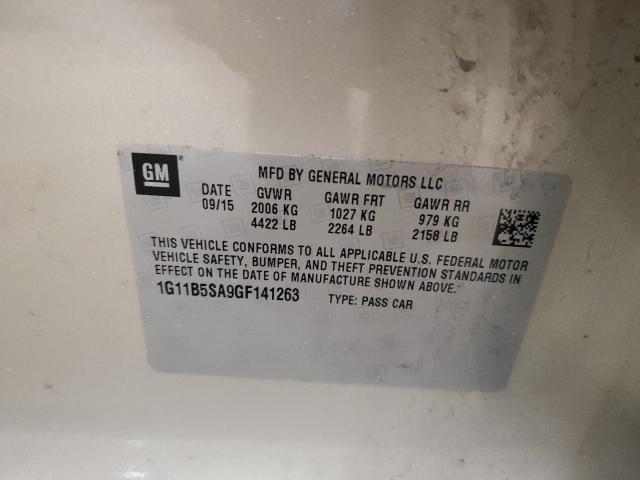 GM®
MFD BY GENERAL MOTORS LLC
DATE GVWR GAWR FRT GAWR RR
09/15 2006 KG 1027 KG 979 KG
4422 LB 2264 LB 2158 LB
THIS VEHICLE CONFORMS TO ALL APPLICABLE U.S. FEDERAL MOTOR
VEHICLE SAFETY, BUMPER, AND THEFT PREVENTION STANDARDS IN
EFFECT ON THE DATE OF MANUFACTURE SHOWN ABOVE.
1G11B5SA9GF141263 TYPE: PASS CAR